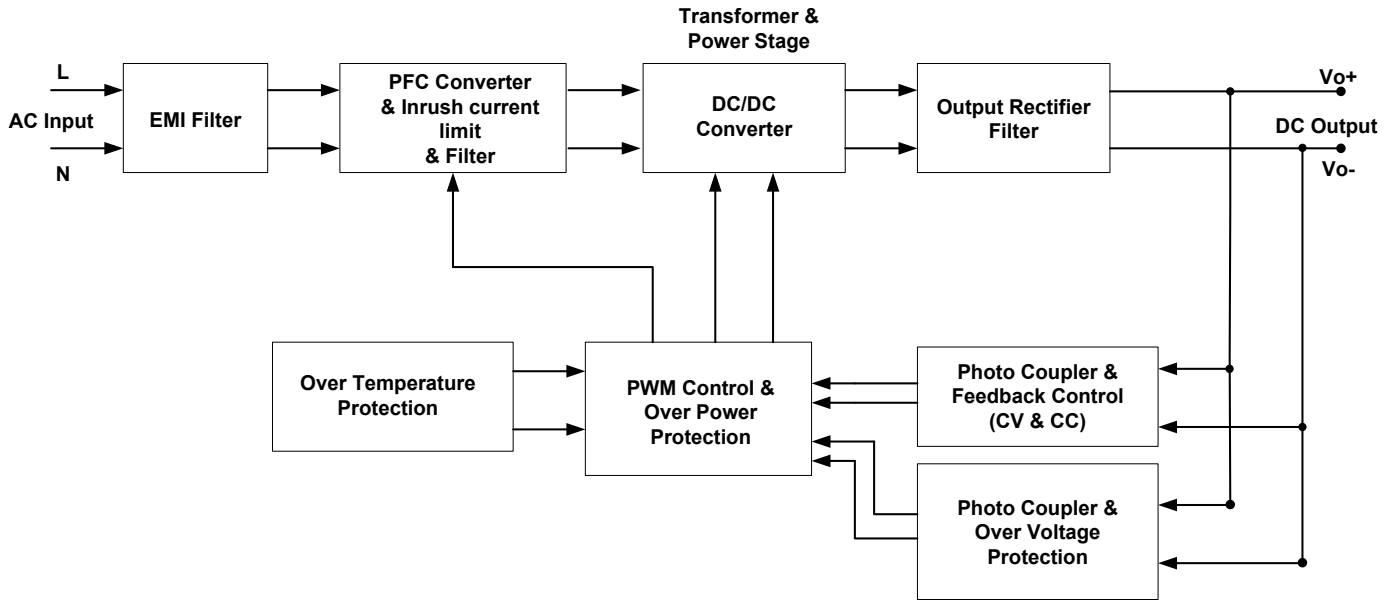 Transformer &
Power Stage
L
AC Input
N
EMI Filter
PFC Converter
& Inrush current
limit
& Filter
DC/DC
Converter
Output Rectifier
Filter
Vo+
DC Output
Vo-
Over Temperature
Protection
PWM Control &
Over Power
Protection
Photo Coupler &
Feedback Control
(CV & CC)
Photo Coupler &
Over Voltage
Protection